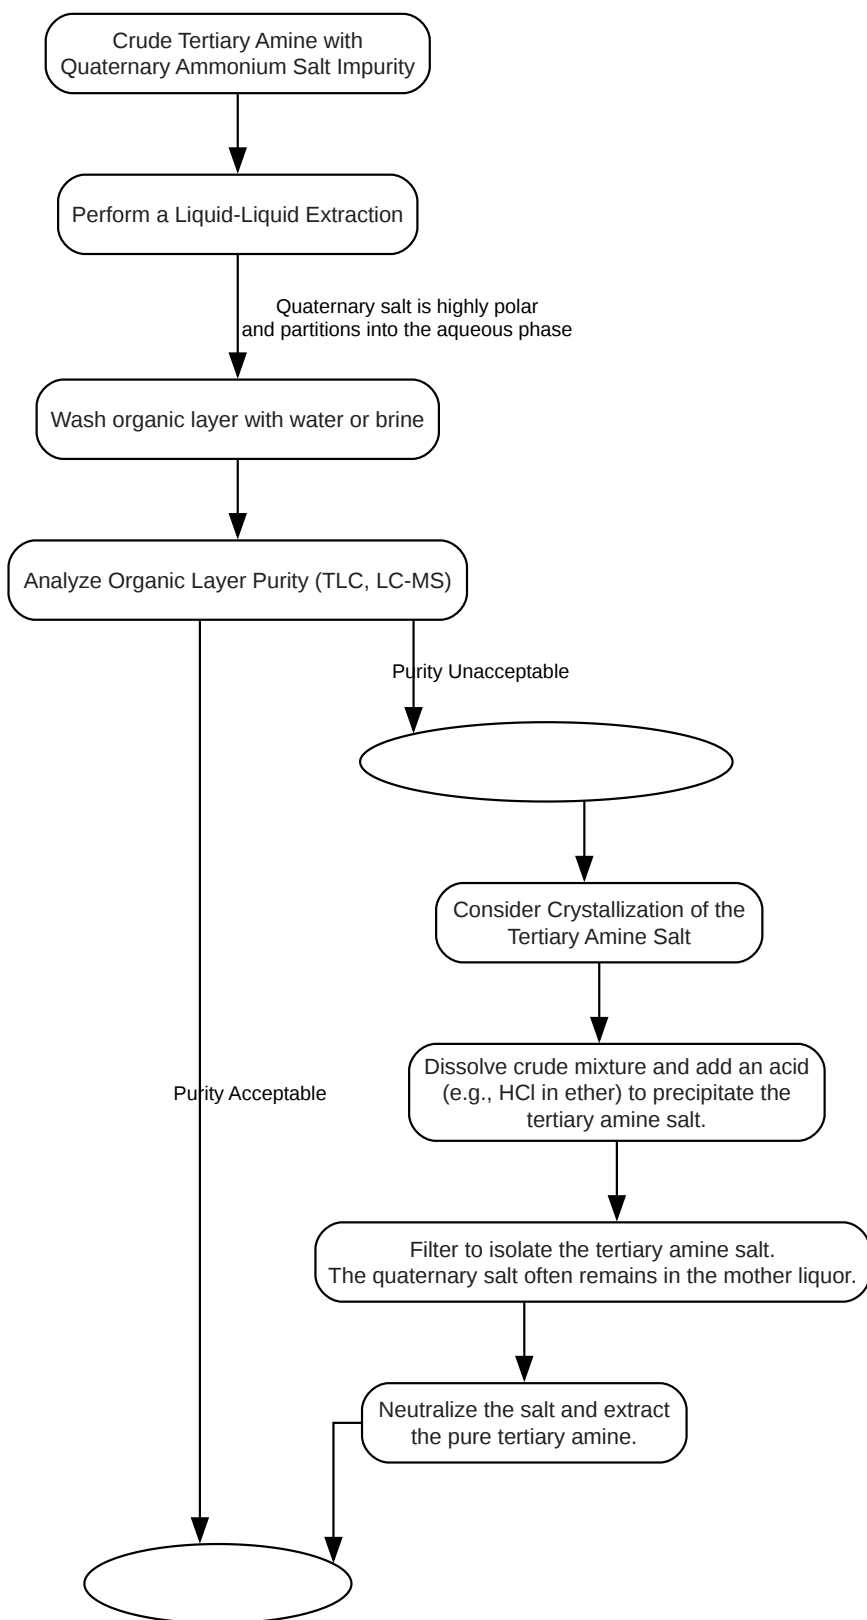 Crude Tertiary Amine with
Quaternary Ammonium Salt Impurity
Perform a Liquid-Liquid Extraction
Quaternary salt is highly polar
and partitions into the aqueous phase
Wash organic layer with water or brine
Analyze Organic Layer Purity (TLC, LC-MS)
Purity Unacceptable
Consider Crystallization of the
Tertiary Amine Salt
Dissolve crude mixture and add an acid
(e.g., HCl in ether) to precipitate the
tertiary amine salt.
Purity Acceptable
Filter to isolate the tertiary amine salt.
The quaternary salt often remains in the mother liquor.
Neutralize the salt and extract
the pure tertiary amine.